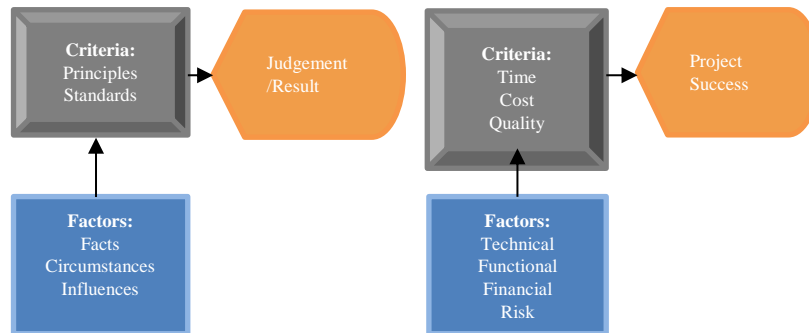 Criteria:
Principles
Standards
Judgement
/Result
Factors:
Facts
Circumstances
Influences
Criteria:
Time
Cost
Quality
Project
Success
Factors:
Technical
Functional
Financial
Risk